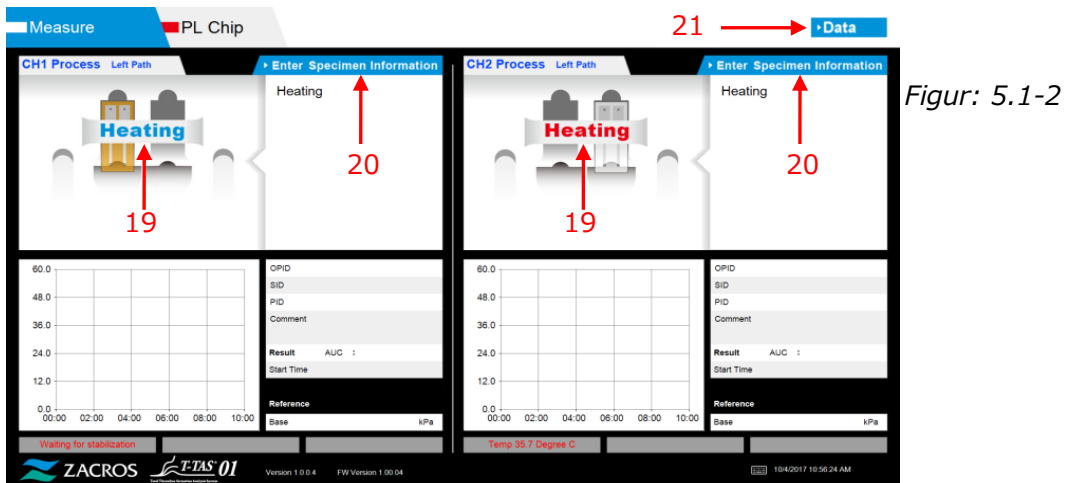 Measure PL Chip 21 ▸Data
CH1 Process Left Path ▸ Enter Specimen Information
Heating
Heating
19
20
60.0
48.0
36.0
24.0
12.0
0.0
00:00 02:00 04:00 06:00 08:00 10:00
OPID
SID
PID
Comment
Result AUC :
Start Time
Reference
Base kPa
Waiting for stabilization
CH2 Process Left Path ▸ Enter Specimen Information
Heating
Heating
19
20
60.0
48.0
36.0
24.0
12.0
0.0
00:00 02:00 04:00 06:00 08:00 10:00
OPID
SID
PID
Comment
Result AUC :
Start Time
Reference
Base kPa
Temp 35.7 Degree C
ZACROS T-TAS 01 Version 1.0.0.4 FW Version 1.00.04 10/4/2017 10:56:24 AM
Total Thrombus-formation Analysis System
Figur: 5.1-2